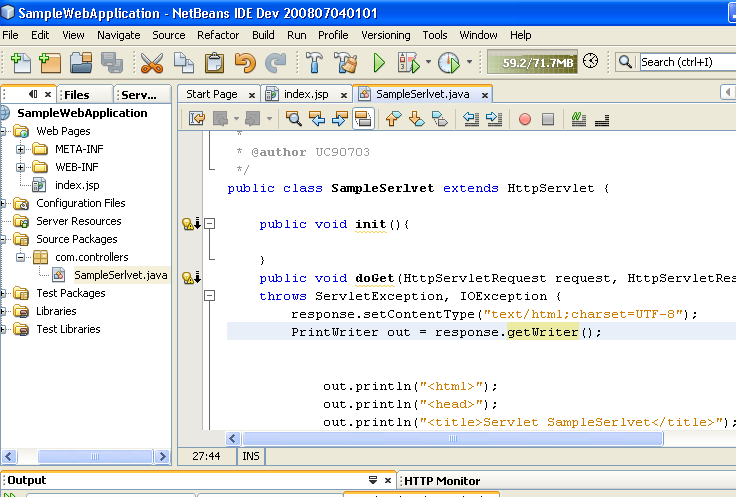 SampleWebApplication - NetBeans IDE Dev 200807040101
File Edit View Navigate Source Refactor Build Run Profile Versioning Tools Window Help
59.2/71.7MB Search (ctrl+I)
Files Serv...
Start Page index.jsp SampleSerlvet.java
SampleWebApplication
Web Pages
META-INF
WEB-INF
index.jsp
Configuration Files
Server Resources
Source Packages
com.controllers
SampleSerlvet.java
Test Packages
Libraries
Test Libraries
*
* @author UC90703
*/
public class SampleSerlvet extends HttpServlet {
public void init(){
}
public void doGet(HttpServletRequest request, HttpServletRes
throws ServletException, IOException {
response.setContentType("text/html;charset=UTF-8");
PrintWriter out = response.getWriter();
out.println("<html>");
out.println("<head>");
out.println("<title>Servlet SampleSerlvet</title>");
27:44 INS
Output
HTTP Monitor